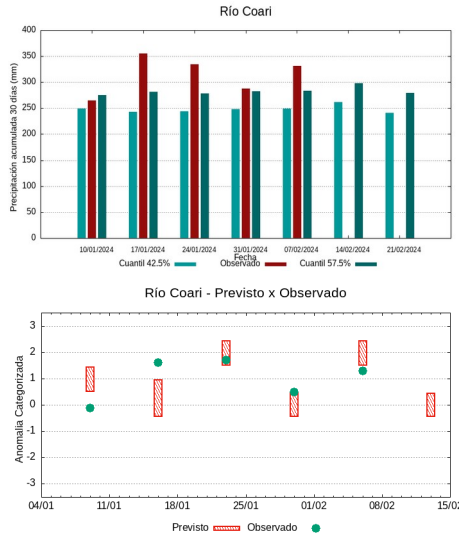 Río Coari
Precipitación acumulada 30 días (mm)
400
350
300
250
200
150
100
50
0
10/01/2024 17/01/2024 24/01/2024 31/01/2024 07/02/2024 14/02/2024 21/02/2024
Fecha
Cuantil 42.5% Observado Cuantil 57.5%
Río Coari - Previsto x Observado
Anomalia Categorizada
3
2
1
0
-1
-2
-3
04/01 11/01 18/01 25/01 01/02 08/02 15/02
Previsto Observado